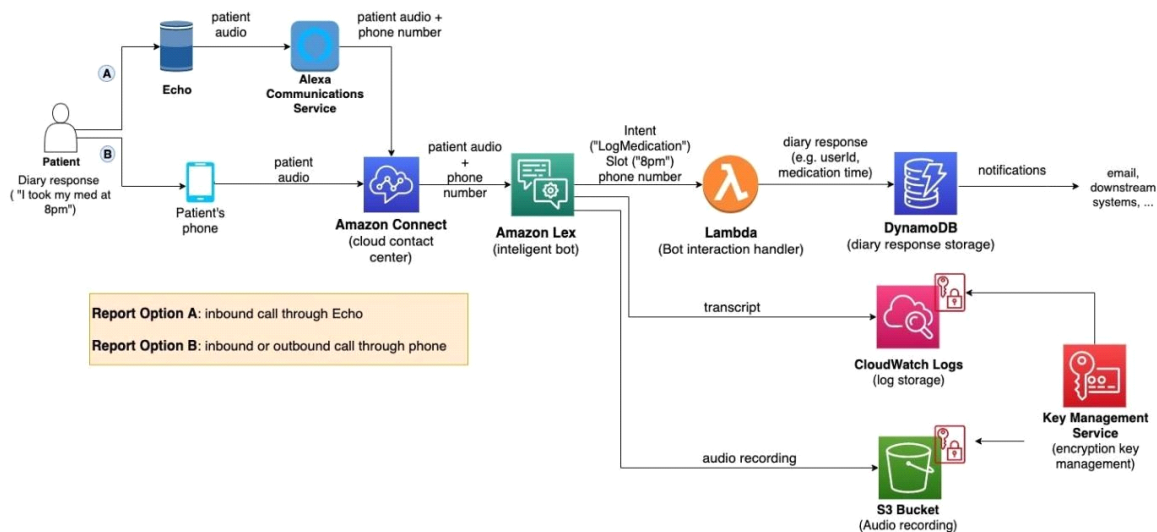 patient
audio
patient audio +
phone number
A
Echo
Alexa
Communications
Service
B
Patient
Diary response
( "I took my med at
8pm")
Patient's
phone
patient
audio
Amazon Connect
(cloud contact
center)
patient audio
+
phone
number
Amazon Lex
(inteligent bot)
Intent
("LogMedication")
Slot ("8pm")
phone number
Lambda
(Bot interaction handler)
diary response
(e.g. userId,
medication time)
DynamoDB
(diary response storage)
notifications
email,
downstream
systems, ...
Report Option A: inbound call through Echo
Report Option B: inbound or outbound call through phone
transcript
CloudWatch Logs
(log storage)
Key Management
Service
(encryption key
management)
audio recording
S3 Bucket
(Audio recording)